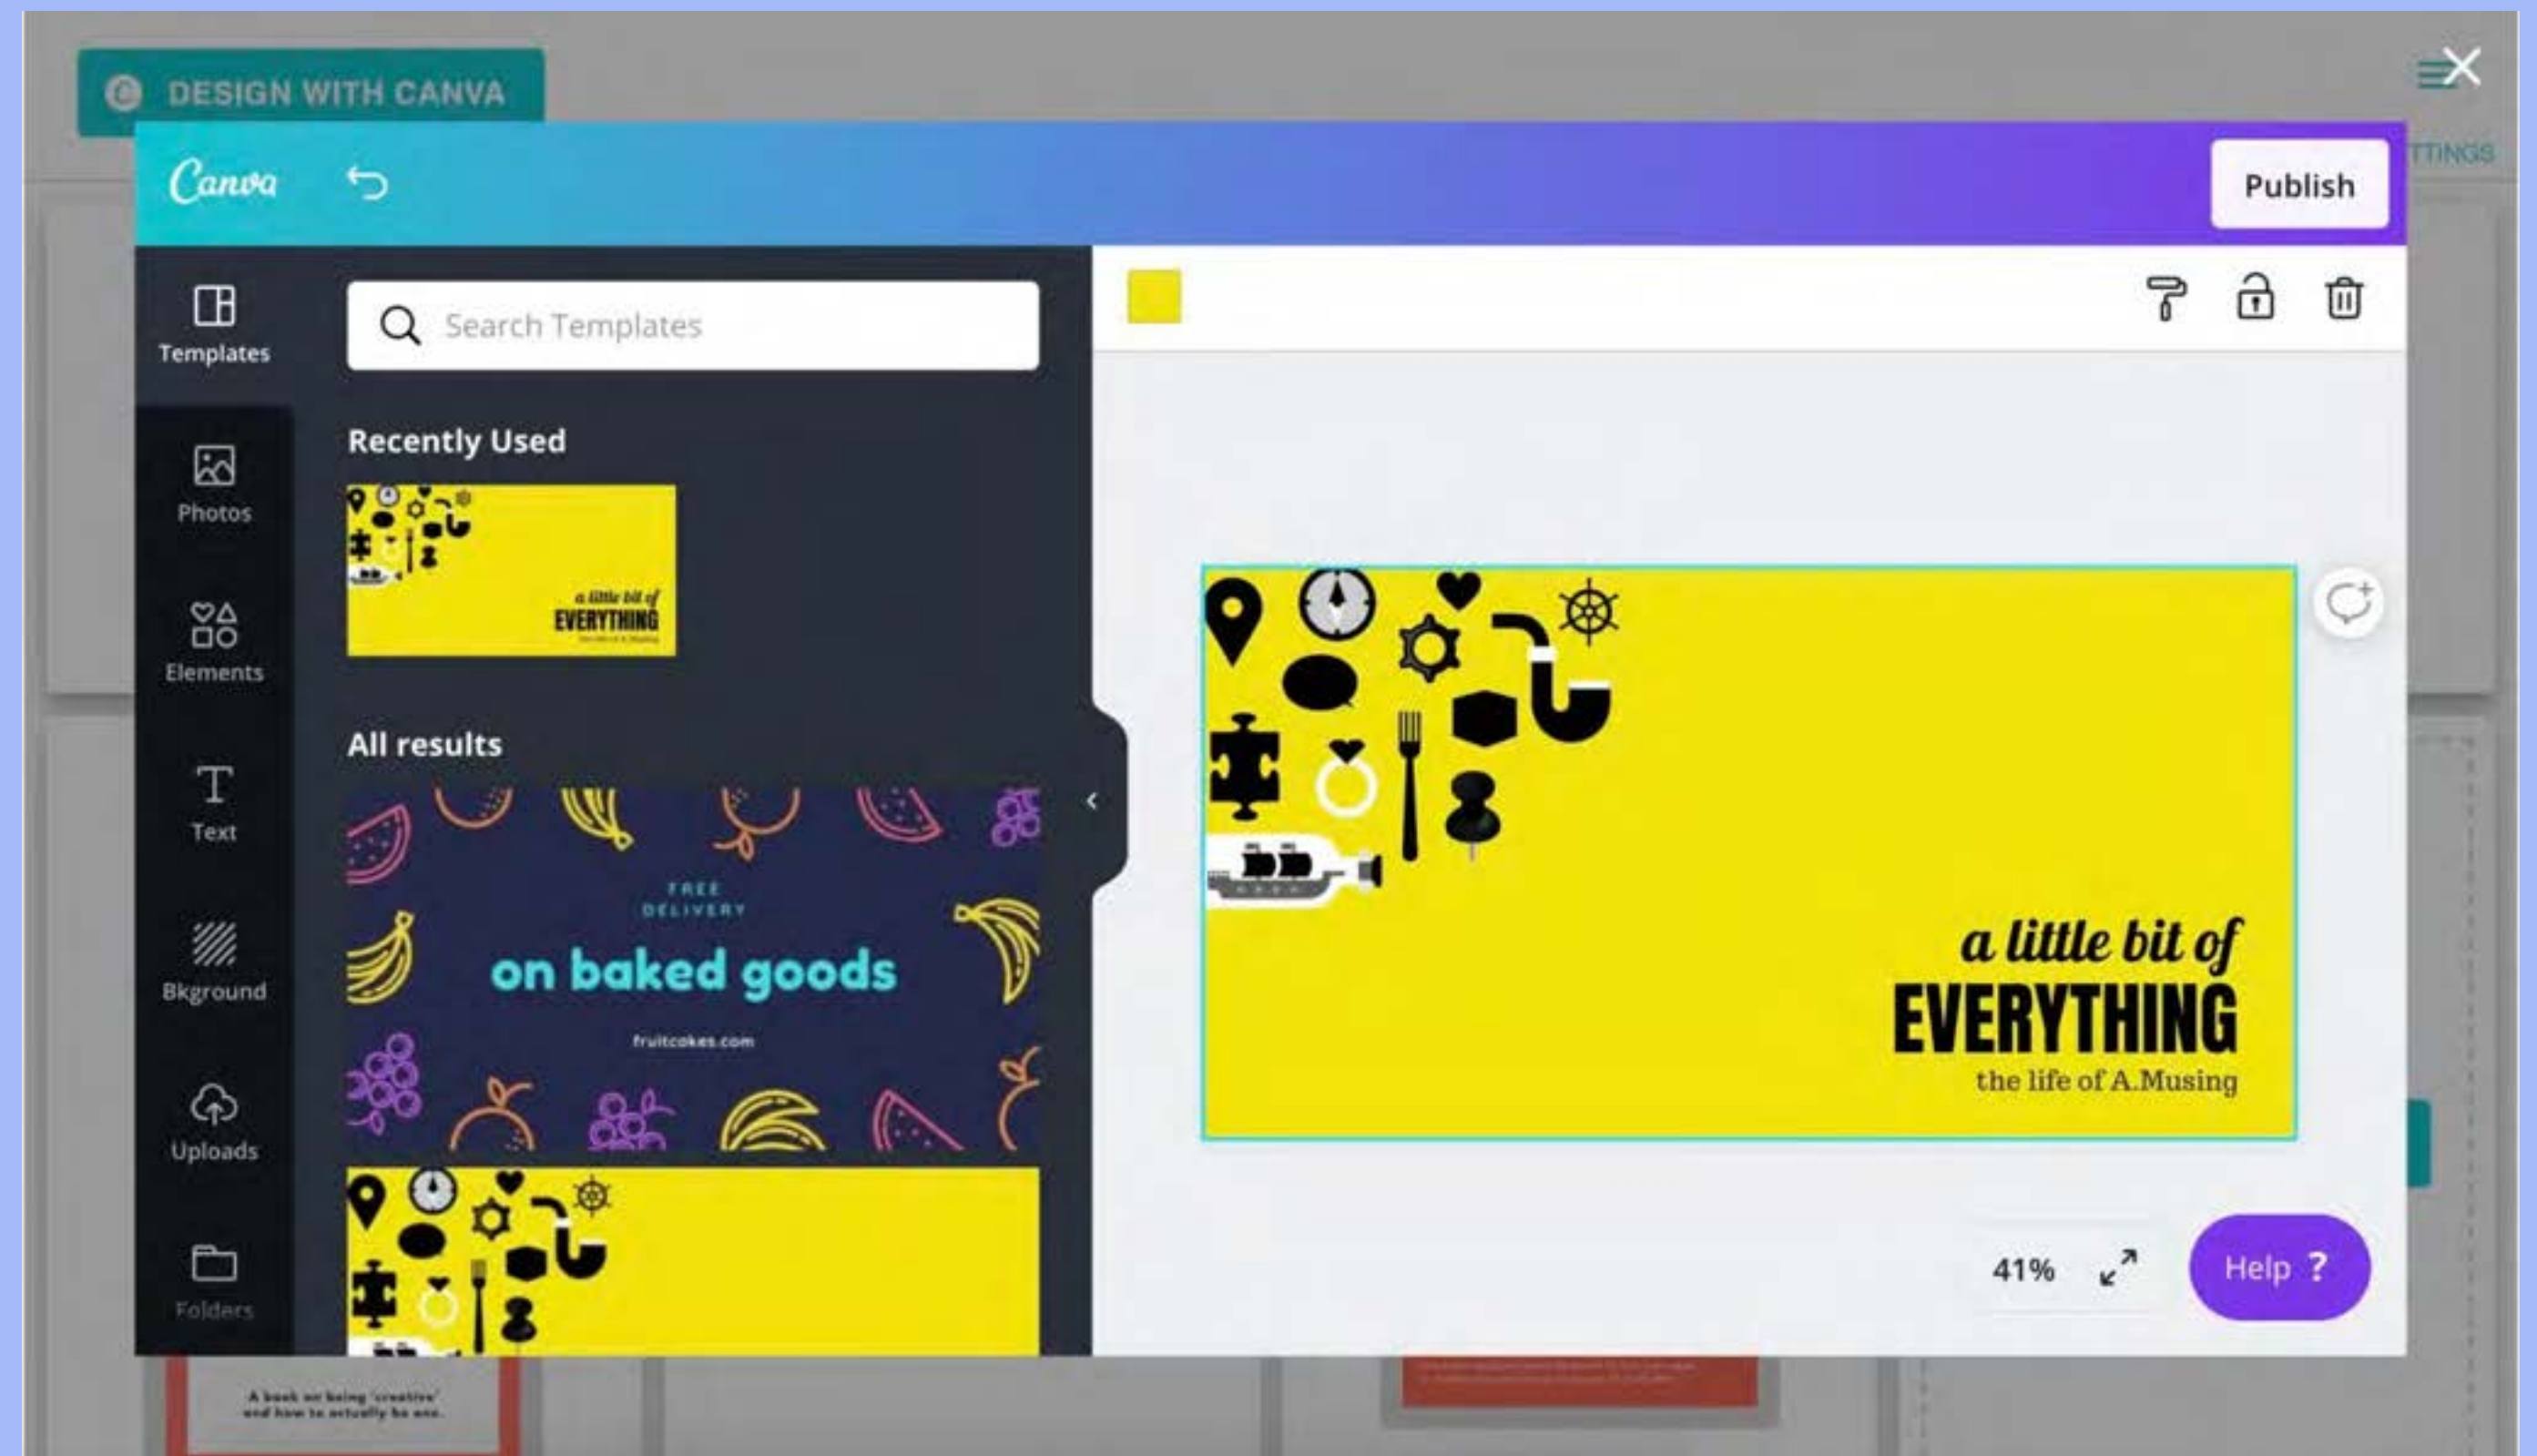 DESIGN WITH CANVA
TTINGS
Canva
Publish
Templates
Photos
Elements
Text
Bkground
Uploads
Folders
Search Templates
Recently Used
a little bit of
EVERYTHING
All results
FREE
DELIVERY
on baked goods
fruitcakes.com
a little bit of
EVERYTHING
the life of A.Musing
41%
Help ?
A book on being 'creative'
and how to actually be one.